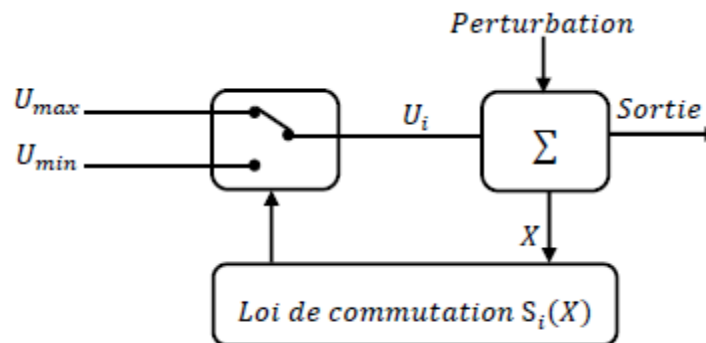 Perturbation
U_max
U_i
Sortie
U_min
Σ
X
Loi de commutation S_i(X)